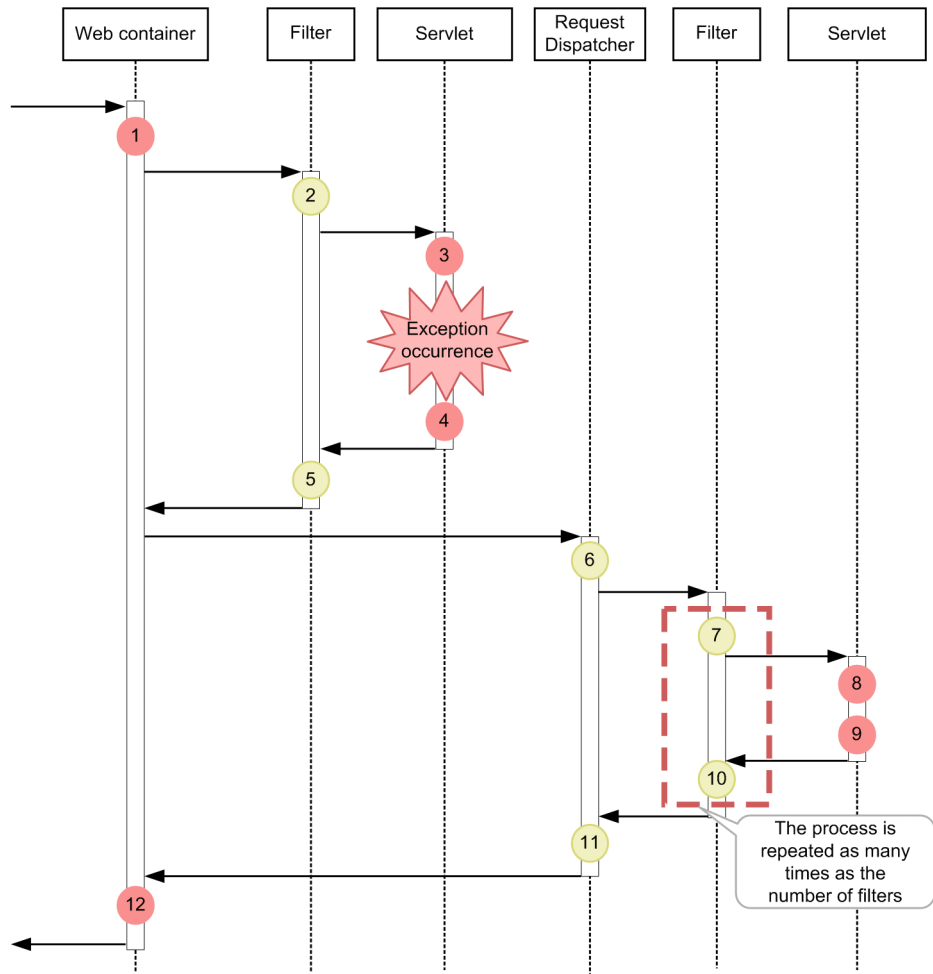 Web container
Filter
Servlet
Request
Dispatcher
Filter
Servlet
1
2
3
Exception
occurrence
4
5
6
7
8
9
10
11
The process is
repeated as many
times as the
number of filters
12